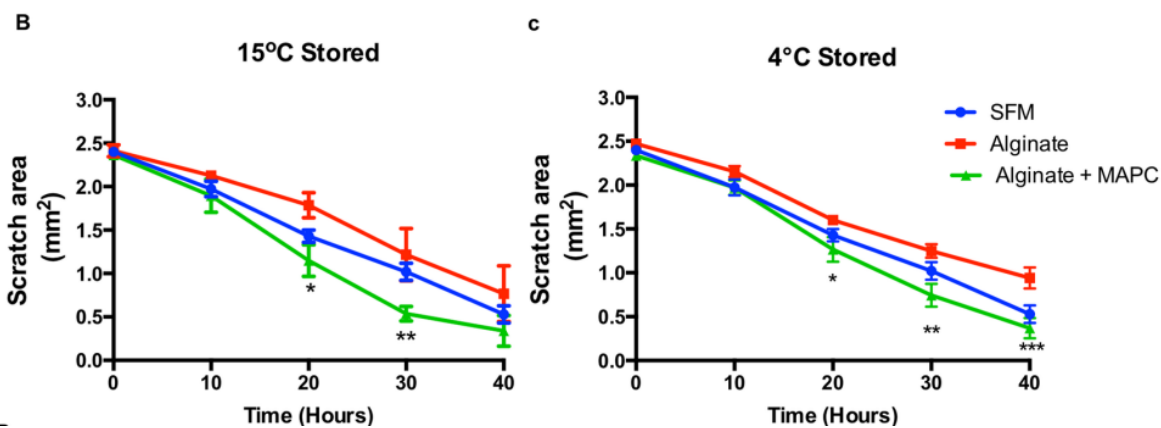 B
15°C Stored
3.0
2.5
2.0
1.5
1.0
0.5
0.0
Scratch area
(mm²)
*
**
0 10 20 30 40
Time (Hours)
c
4°C Stored
3.0
2.5
2.0
1.5
1.0
0.5
0.0
Scratch area
(mm²)
*
**
***
0 10 20 30 40
Time (Hours)
SFM
Alginate
Alginate + MAPC